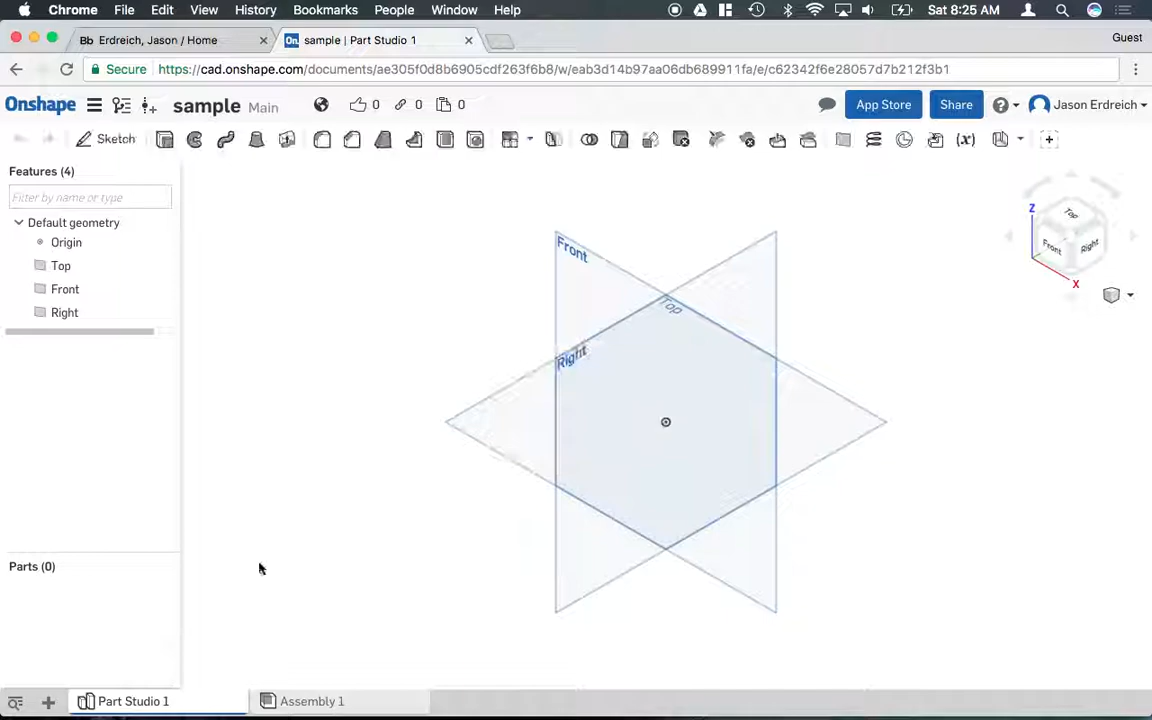 Chrome File Edit View History Bookmarks People Window Help Sat 8:25 AM
Bb Erdreich, Jason / Home
On. sample | Part Studio 1
Guest
Secure https://cad.onshape.com/documents/ae305f0d8b6905cdf263f6b8/w/eab3d14b97aa06db689911fa/e/c62342f6e28057d7b212f3b1
Onshape sample Main 0 0 0 App Store Share Jason Erdreich
Sketch (x)
Features (4)
Filter by name or type
Default geometry
Origin
Top
Front
Right
Parts (0)
Front
Top
Right
Z
Top
Front
Right
X
Part Studio 1
Assembly 1